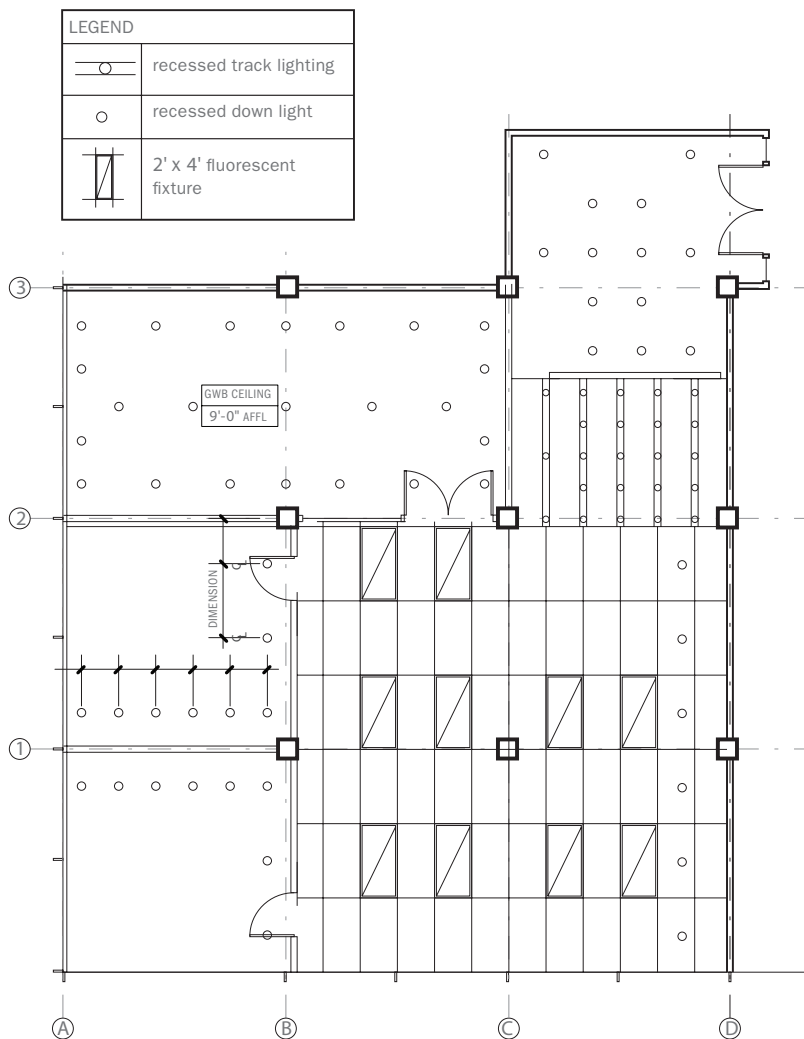 LEGEND
recessed track lighting
recessed down light
2' x 4' fluorescent
fixture
3
GWB CEILING
9'-0" AFFL
2
DIMENSION
1
A
B
C
D